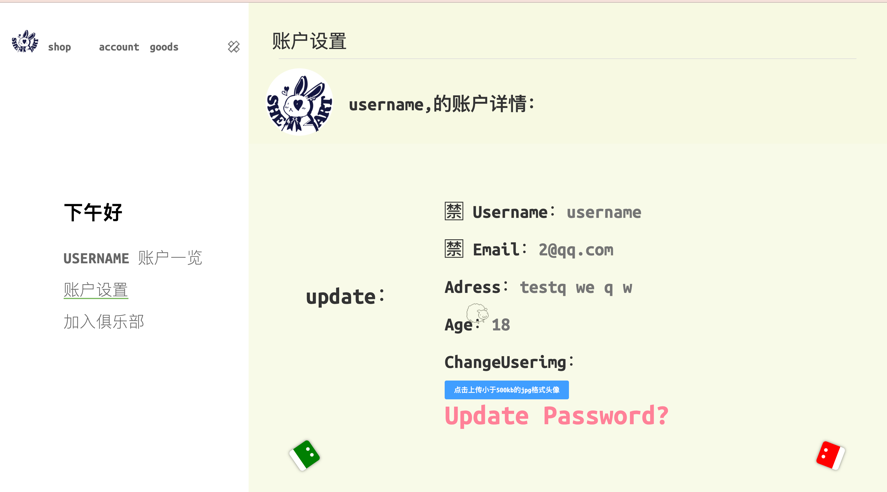 shop account goods
下午好
USERNAME 账户一览
账户设置
加入俱乐部
账户设置
SHE ART
username,的账户详情：
update：
禁 Username： username
禁 Email： 2@qq.com
Adress： testq we q w
Age： 18
ChangeUserimg：
点击上传小于500kb的jpg格式头像
Update Password?